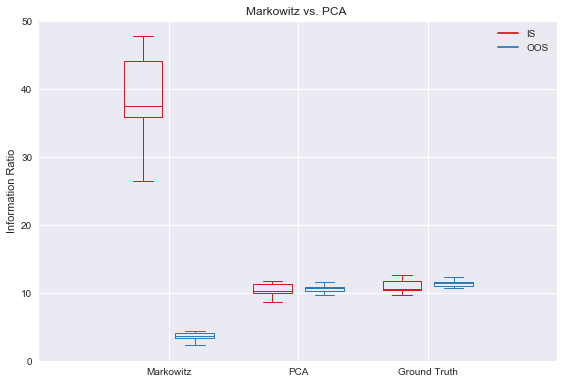 Markowitz vs. PCA
IS
OOS
50
40
30
20
10
0
Information Ratio
Markowitz
PCA
Ground Truth